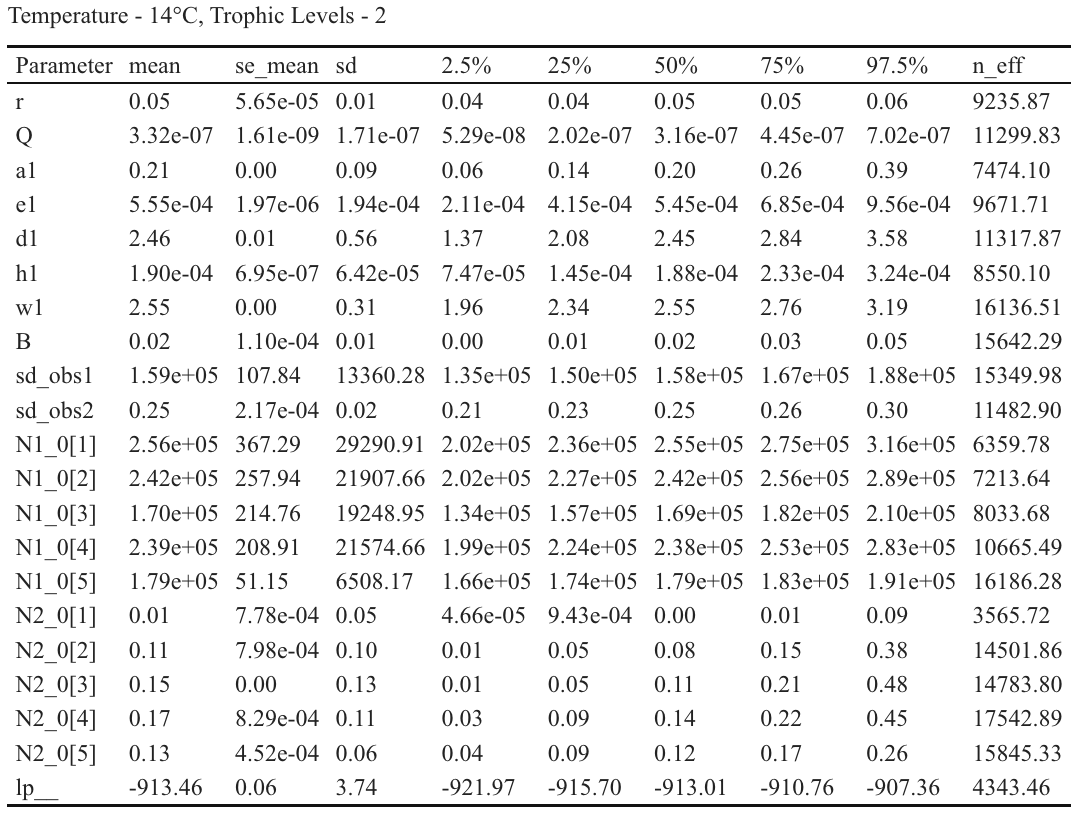 Temperature - 14°C, Trophic Levels - 2
Parameter mean se_mean sd 2.5% 25% 50% 75% 97.5% n_eff
r 0.05 5.65e-05 0.01 0.04 0.04 0.05 0.05 0.06 9235.87
Q 3.32e-07 1.61e-09 1.71e-07 5.29e-08 2.02e-07 3.16e-07 4.45e-07 7.02e-07 11299.83
a1 0.21 0.00 0.09 0.06 0.14 0.20 0.26 0.39 7474.10
e1 5.55e-04 1.97e-06 1.94e-04 2.11e-04 4.15e-04 5.45e-04 6.85e-04 9.56e-04 9671.71
d1 2.46 0.01 0.56 1.37 2.08 2.45 2.84 3.58 11317.87
h1 1.90e-04 6.95e-07 6.42e-05 7.47e-05 1.45e-04 1.88e-04 2.33e-04 3.24e-04 8550.10
w1 2.55 0.00 0.31 1.96 2.34 2.55 2.76 3.19 16136.51
B 0.02 1.10e-04 0.01 0.00 0.01 0.02 0.03 0.05 15642.29
sd_obs1 1.59e+05 107.84 13360.28 1.35e+05 1.50e+05 1.58e+05 1.67e+05 1.88e+05 15349.98
sd_obs2 0.25 2.17e-04 0.02 0.21 0.23 0.25 0.26 0.30 11482.90
N1_0[1] 2.56e+05 367.29 29290.91 2.02e+05 2.36e+05 2.55e+05 2.75e+05 3.16e+05 6359.78
N1_0[2] 2.42e+05 257.94 21907.66 2.02e+05 2.27e+05 2.42e+05 2.56e+05 2.89e+05 7213.64
N1_0[3] 1.70e+05 214.76 19248.95 1.34e+05 1.57e+05 1.69e+05 1.82e+05 2.10e+05 8033.68
N1_0[4] 2.39e+05 208.91 21574.66 1.99e+05 2.24e+05 2.38e+05 2.53e+05 2.83e+05 10665.49
N1_0[5] 1.79e+05 51.15 6508.17 1.66e+05 1.74e+05 1.79e+05 1.83e+05 1.91e+05 16186.28
N2_0[1] 0.01 7.78e-04 0.05 4.66e-05 9.43e-04 0.00 0.01 0.09 3565.72
N2_0[2] 0.11 7.98e-04 0.10 0.01 0.05 0.08 0.15 0.38 14501.86
N2_0[3] 0.15 0.00 0.13 0.01 0.05 0.11 0.21 0.48 14783.80
N2_0[4] 0.17 8.29e-04 0.11 0.03 0.09 0.14 0.22 0.45 17542.89
N2_0[5] 0.13 4.52e-04 0.06 0.04 0.09 0.12 0.17 0.26 15845.33
lp__ -913.46 0.06 3.74 -921.97 -915.70 -913.01 -910.76 -907.36 4343.46